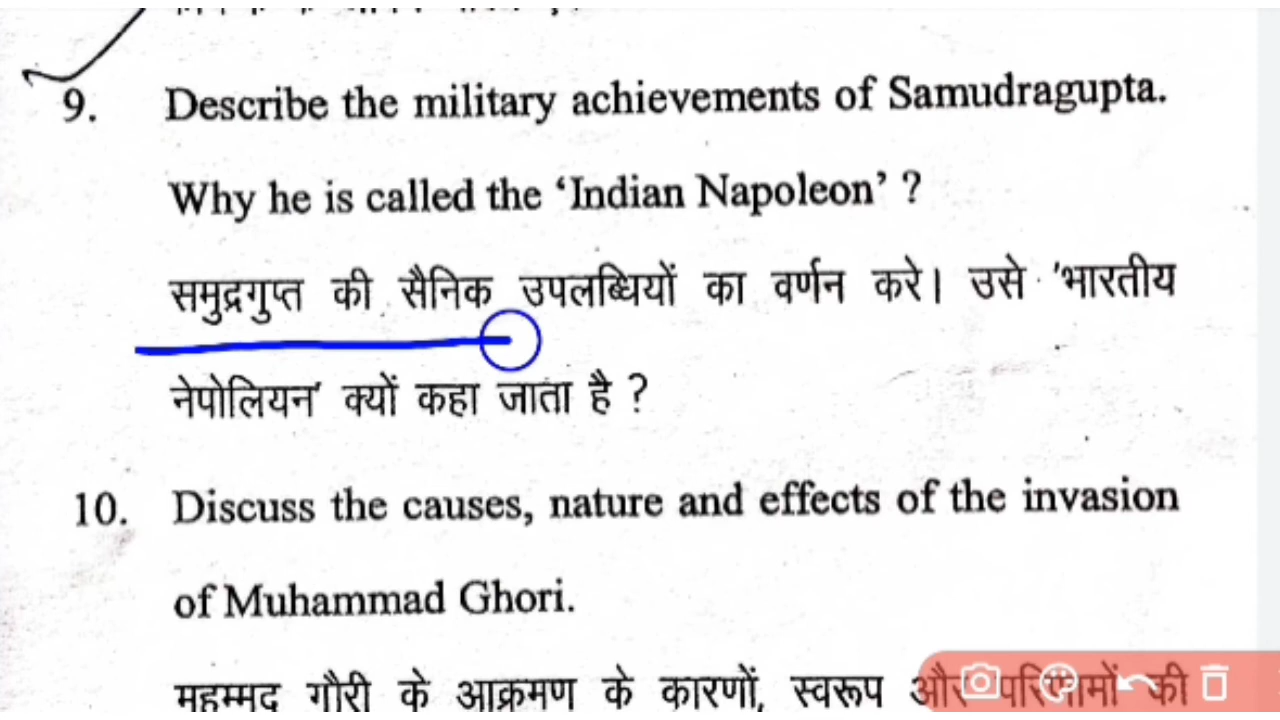 9. Describe the military achievements of Samudragupta.
Why he is called the ‘Indian Napoleon’ ?
समुद्रगुप्त की सैनिक उपलब्धियों का वर्णन करे। उसे 'भारतीय
नेपोलियन' क्यों कहा जाता है ?
10. Discuss the causes, nature and effects of the invasion
of Muhammad Ghori.
महम्मद गौरी के आक्रमण के कारणों, स्वरूप और परिणामों की